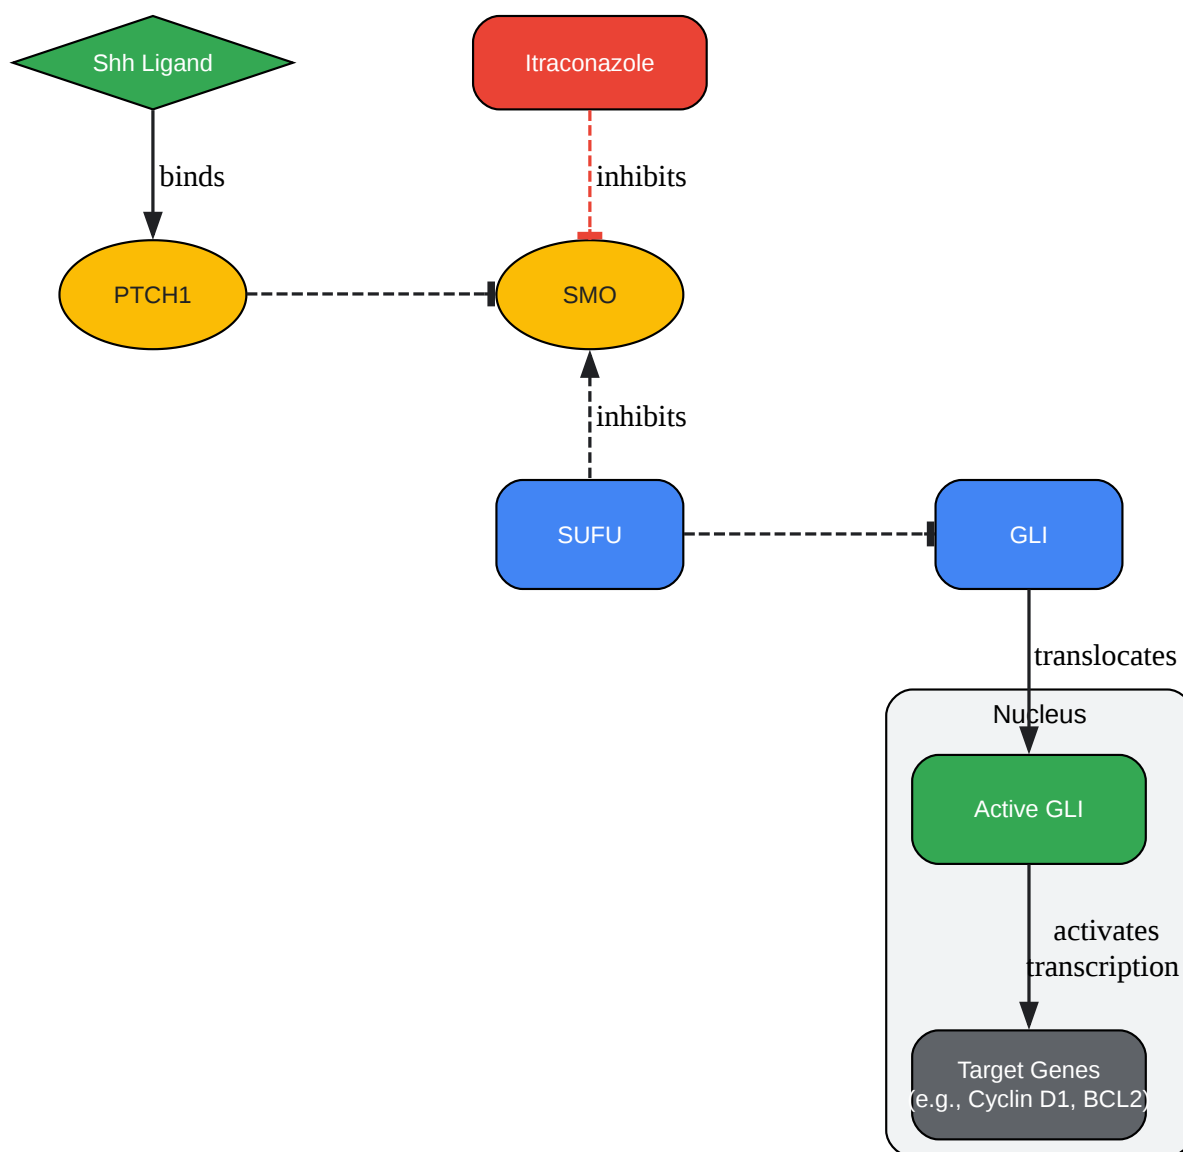 Shh Ligand
Itraconazole
binds
inhibits
PTCH1
SMO
inhibits
SUFU
GLI
translocates
Nucleus
Active GLI
activates
transcription
Target Genes
(e.g., Cyclin D1, BCL2)